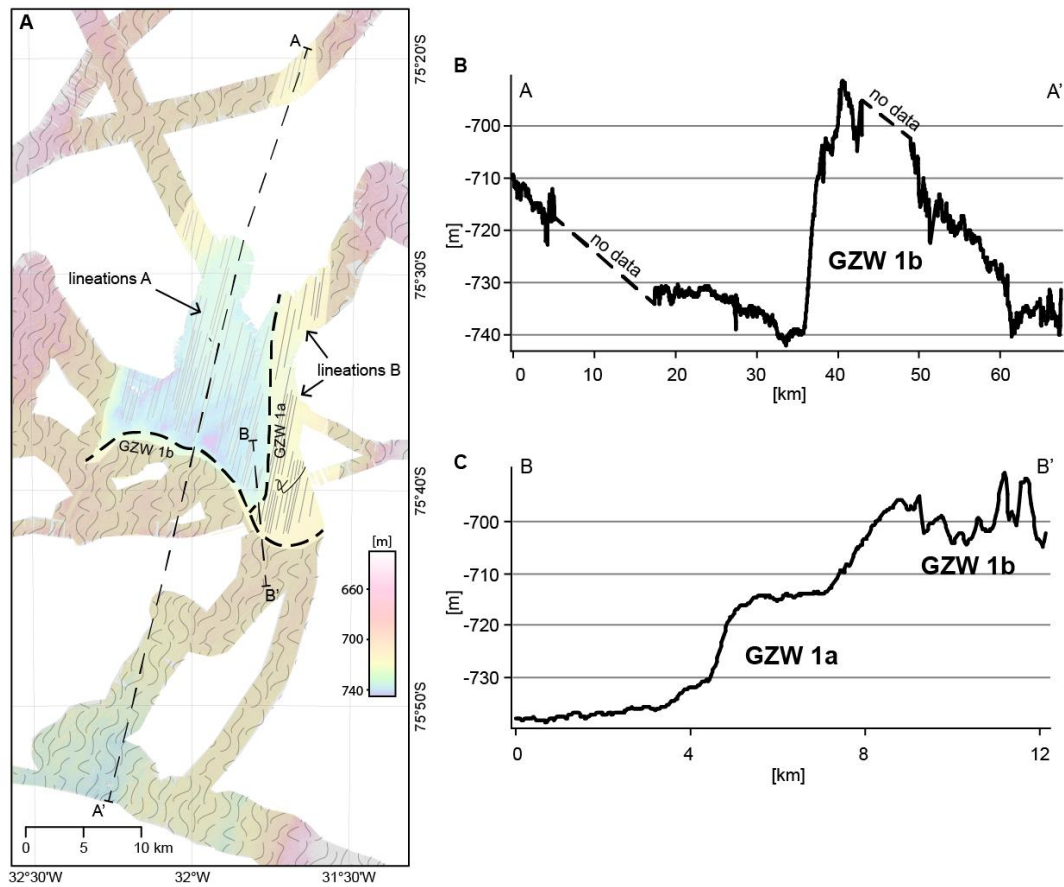 A
A
75°20'S
75°30'S
lineations A
lineations B
GZW 1a
GZW 1b
B
75°40'S
B'
[m]
660
700
740
75°50'S
A'
0 5 10 km
32°30'W 32°W 31°30'W
B
A A'
no data
-700
-710
-720
-730
-740
[m]
no data
GZW 1b
0 10 20 30 40 50 60
[km]
C
B B'
-700
-710
-720
-730
[m]
GZW 1b
GZW 1a
0 4 8 12
[km]